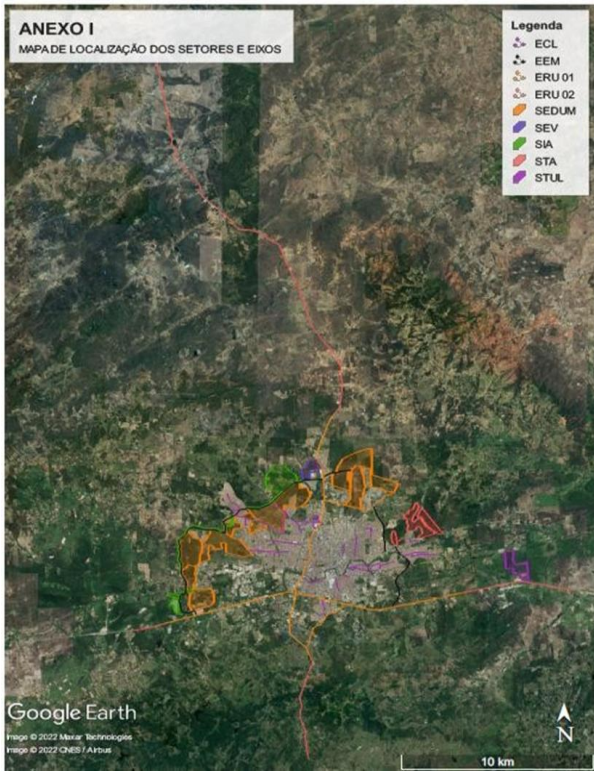 ANEXO I
MAPA DE LOCALIZAÇÃO DOS SETORES E EIXOS
Legenda
ECL
EEM
ERU 01
ERU 02
SEDUM
SEV
SIA
STA
STUL
Google Earth
Image © 2022 Maxar Technologies
Image © 2022 CNES / Airbus
N
10 km